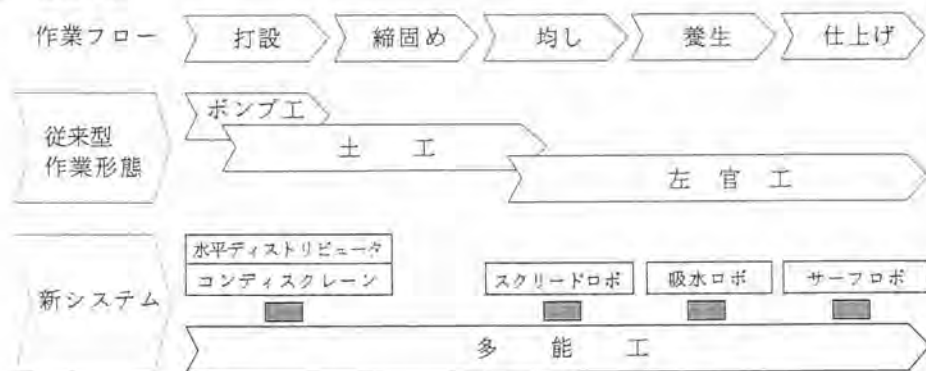 作業フロー 打設 締固め 均し 養生 仕上げ
従来型
作業形態
ポンプ工
土工
左官工
新システム
水平ディストリビュータ
コンディスクレーン
スクリードロボ 吸水ロボ サーフロボ
多能工